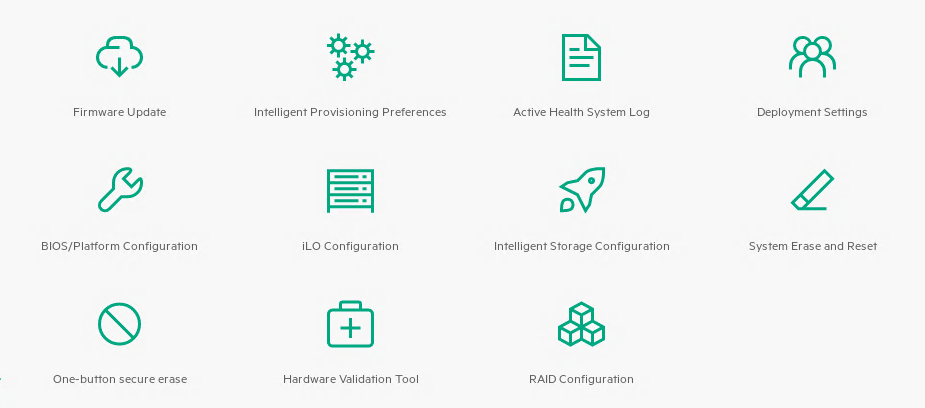 Firmware Update
Intelligent Provisioning Preferences
Active Health System Log
Deployment Settings
BIOS/Platform Configuration
iLO Configuration
Intelligent Storage Configuration
System Erase and Reset
One-button secure erase
Hardware Validation Tool
RAID Configuration